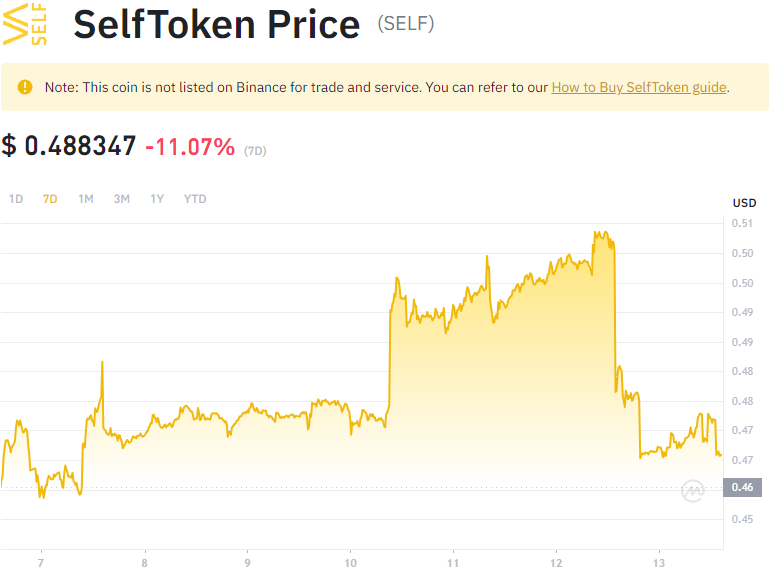 SELF
SelfToken Price (SELF)
Note: This coin is not listed on Binance for trade and service. You can refer to our How to Buy SelfToken guide.
$ 0.488347 -11.07% (7D)
1D 7D 1M 3M 1Y YTD
USD
0.51
0.50
0.50
0.49
0.49
0.48
0.48
0.47
0.47
0.46
0.45
7 8 9 10 11 12 13